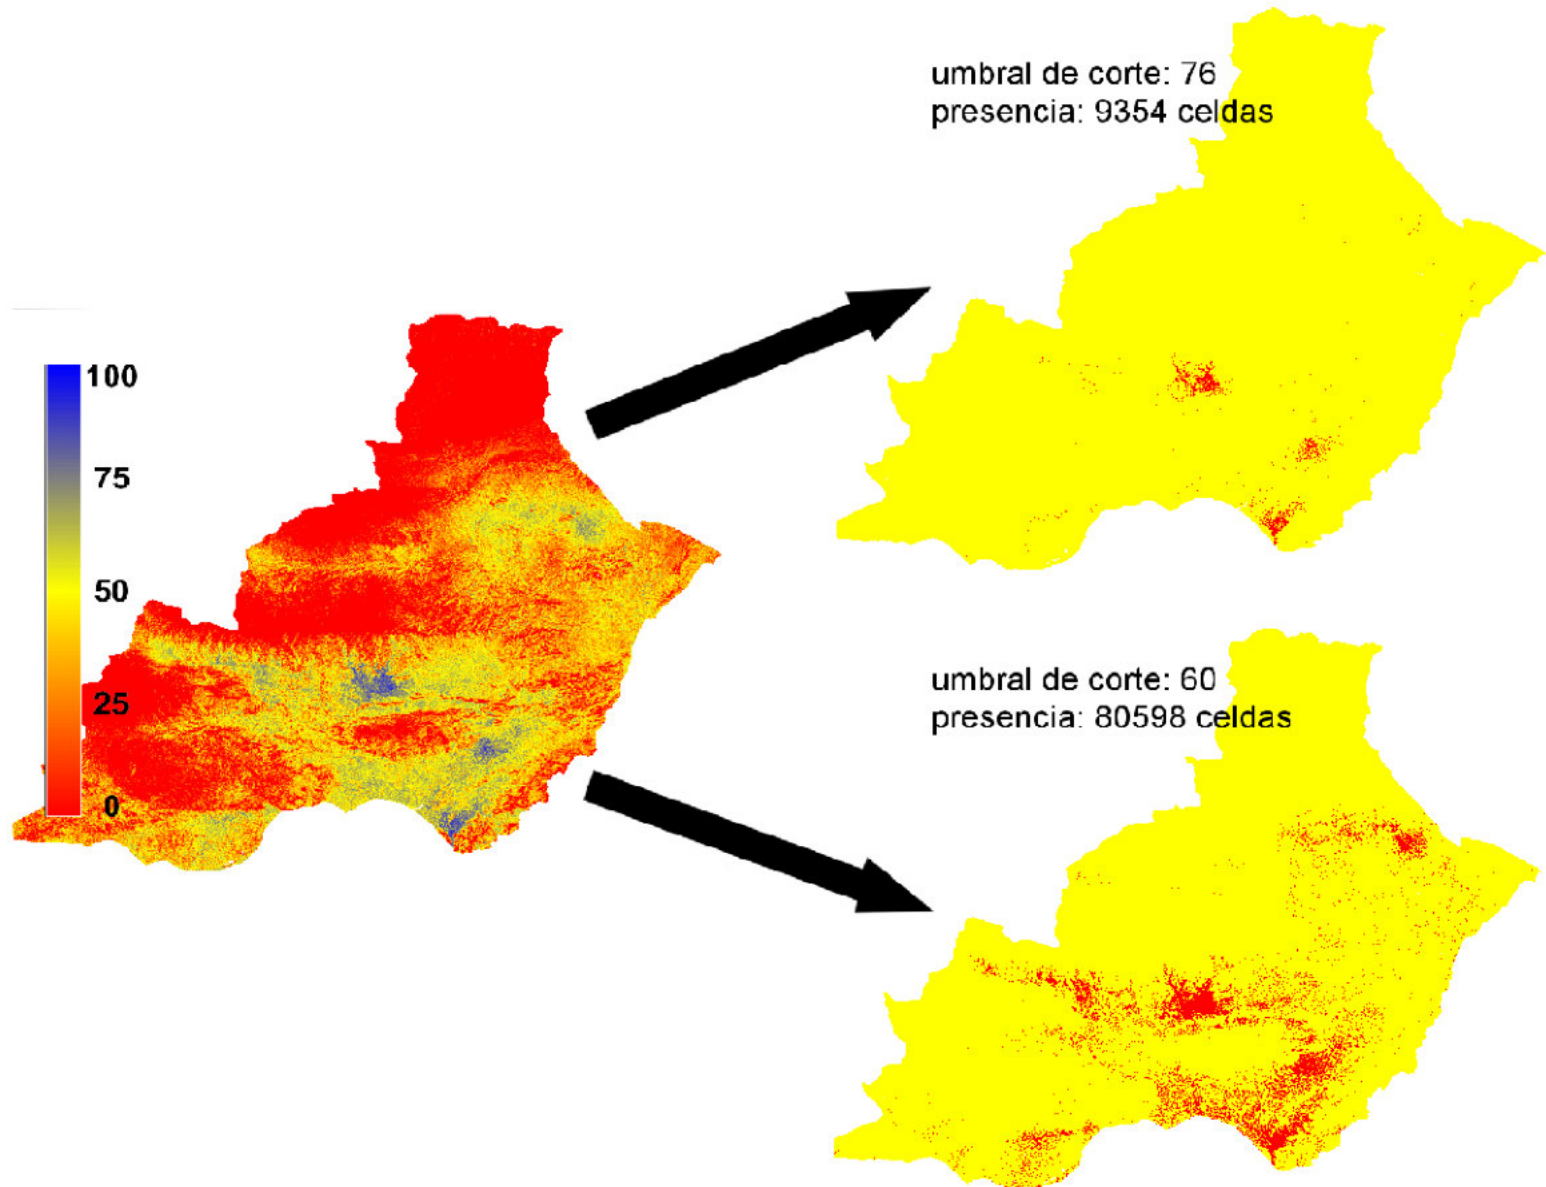 umbral de corte: 76
presencia: 9354 celdas
100
75
50
25
0
umbral de corte: 60
presencia: 80598 celdas